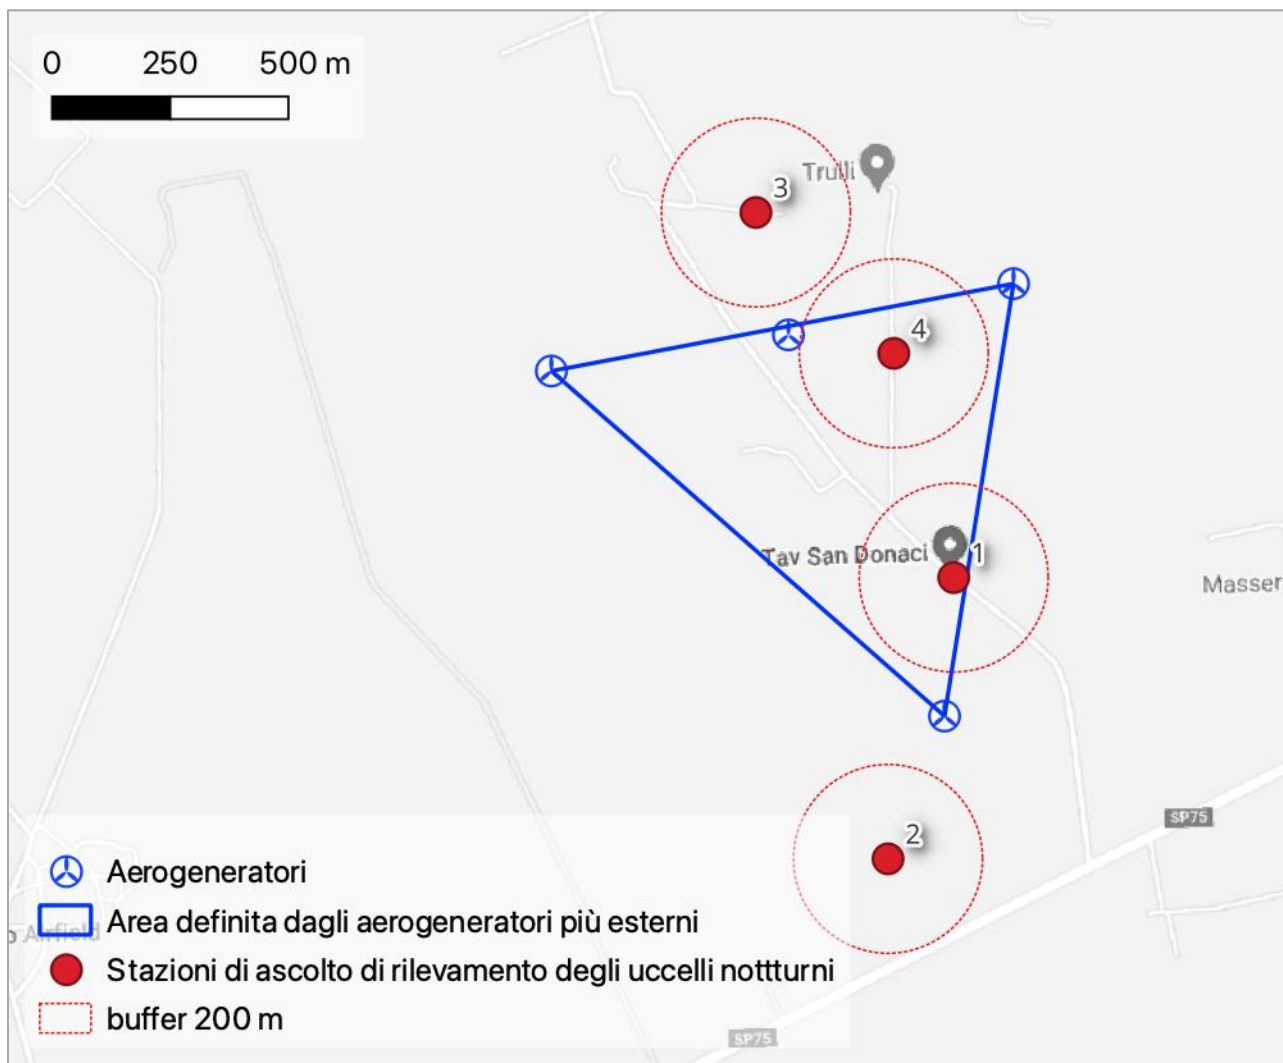 0 250 500 m
3
Trulli
4
1
Tav San Donaci
Masser
2
SP75
Aerogeneratori
Area definita dagli aerogeneratori più esterni
o Airfield
Stazioni di ascolto di rilevamento degli uccelli nottturni
buffer 200 m
SP75